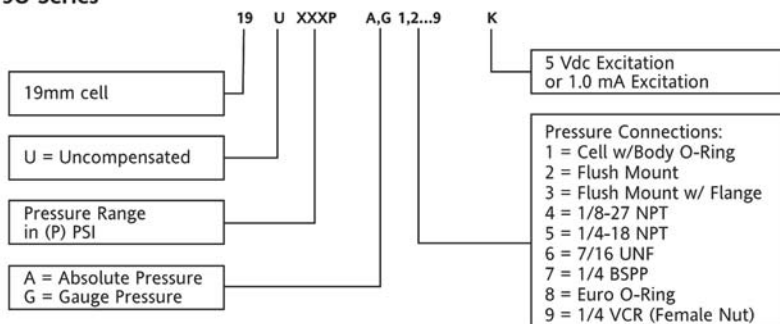 19 U XXXP A,G 1,2...9 K
19mm cell
U = Uncompensated
Pressure Range
in (P) PSI
A = Absolute Pressure
G = Gauge Pressure
5 Vdc Excitation
or 1.0 mA Excitation
Pressure Connections:
1 = Cell w/Body O-Ring
2 = Flush Mount
3 = Flush Mount w/ Flange
4 = 1/8-27 NPT
5 = 1/4-18 NPT
6 = 7/16 UNF
7 = 1/4 BSPP
8 = Euro O-Ring
9 = 1/4 VCR (Female Nut)